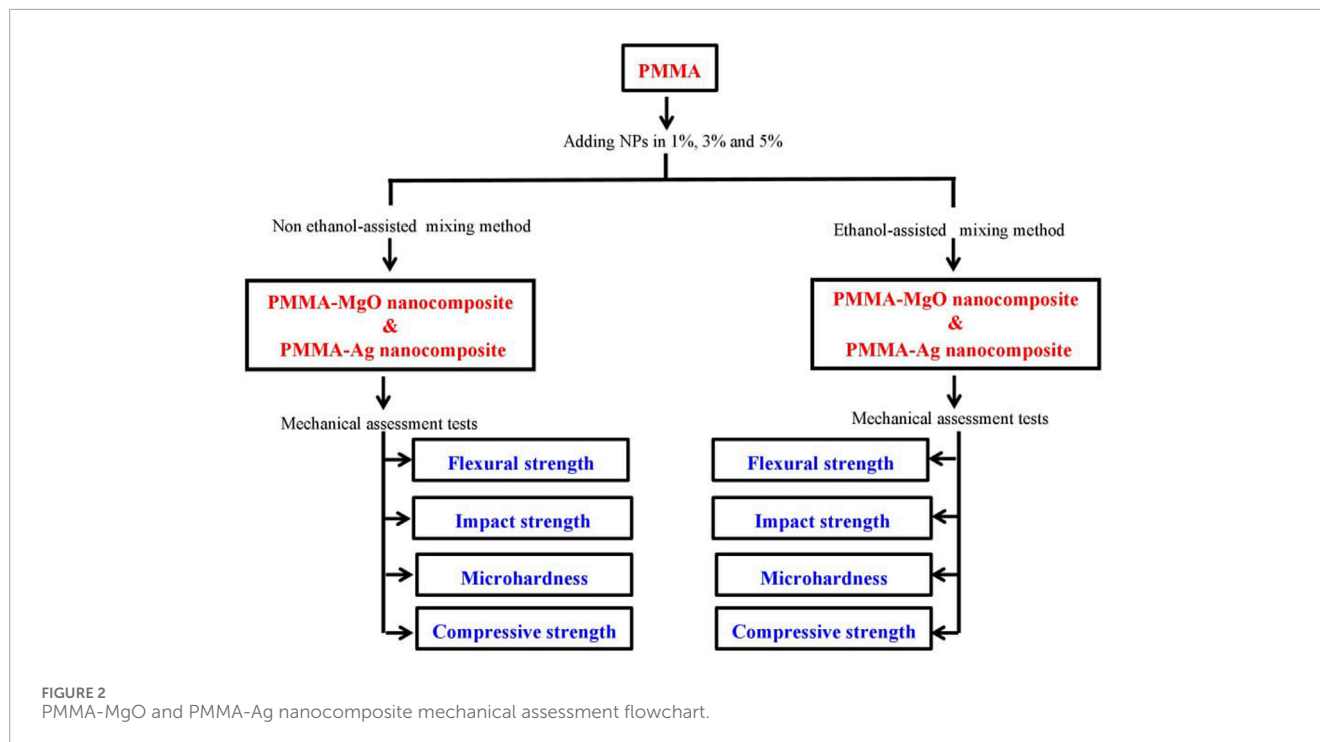 PMMA
Adding NPs in 1%, 3% and 5%
Non ethanol-assisted mixing method
PMMA-MgO nanocomposite
&
PMMA-Ag nanocomposite
Mechanical assessment tests
Flexural strength
Impact strength
Microhardness
Compressive strength
Ethanol-assisted mixing method
PMMA-MgO nanocomposite
&
PMMA-Ag nanocomposite
Mechanical assessment tests
Flexural strength
Impact strength
Microhardness
Compressive strength
FIGURE 2
PMMA-MgO and PMMA-Ag nanocomposite mechanical assessment flowchart.